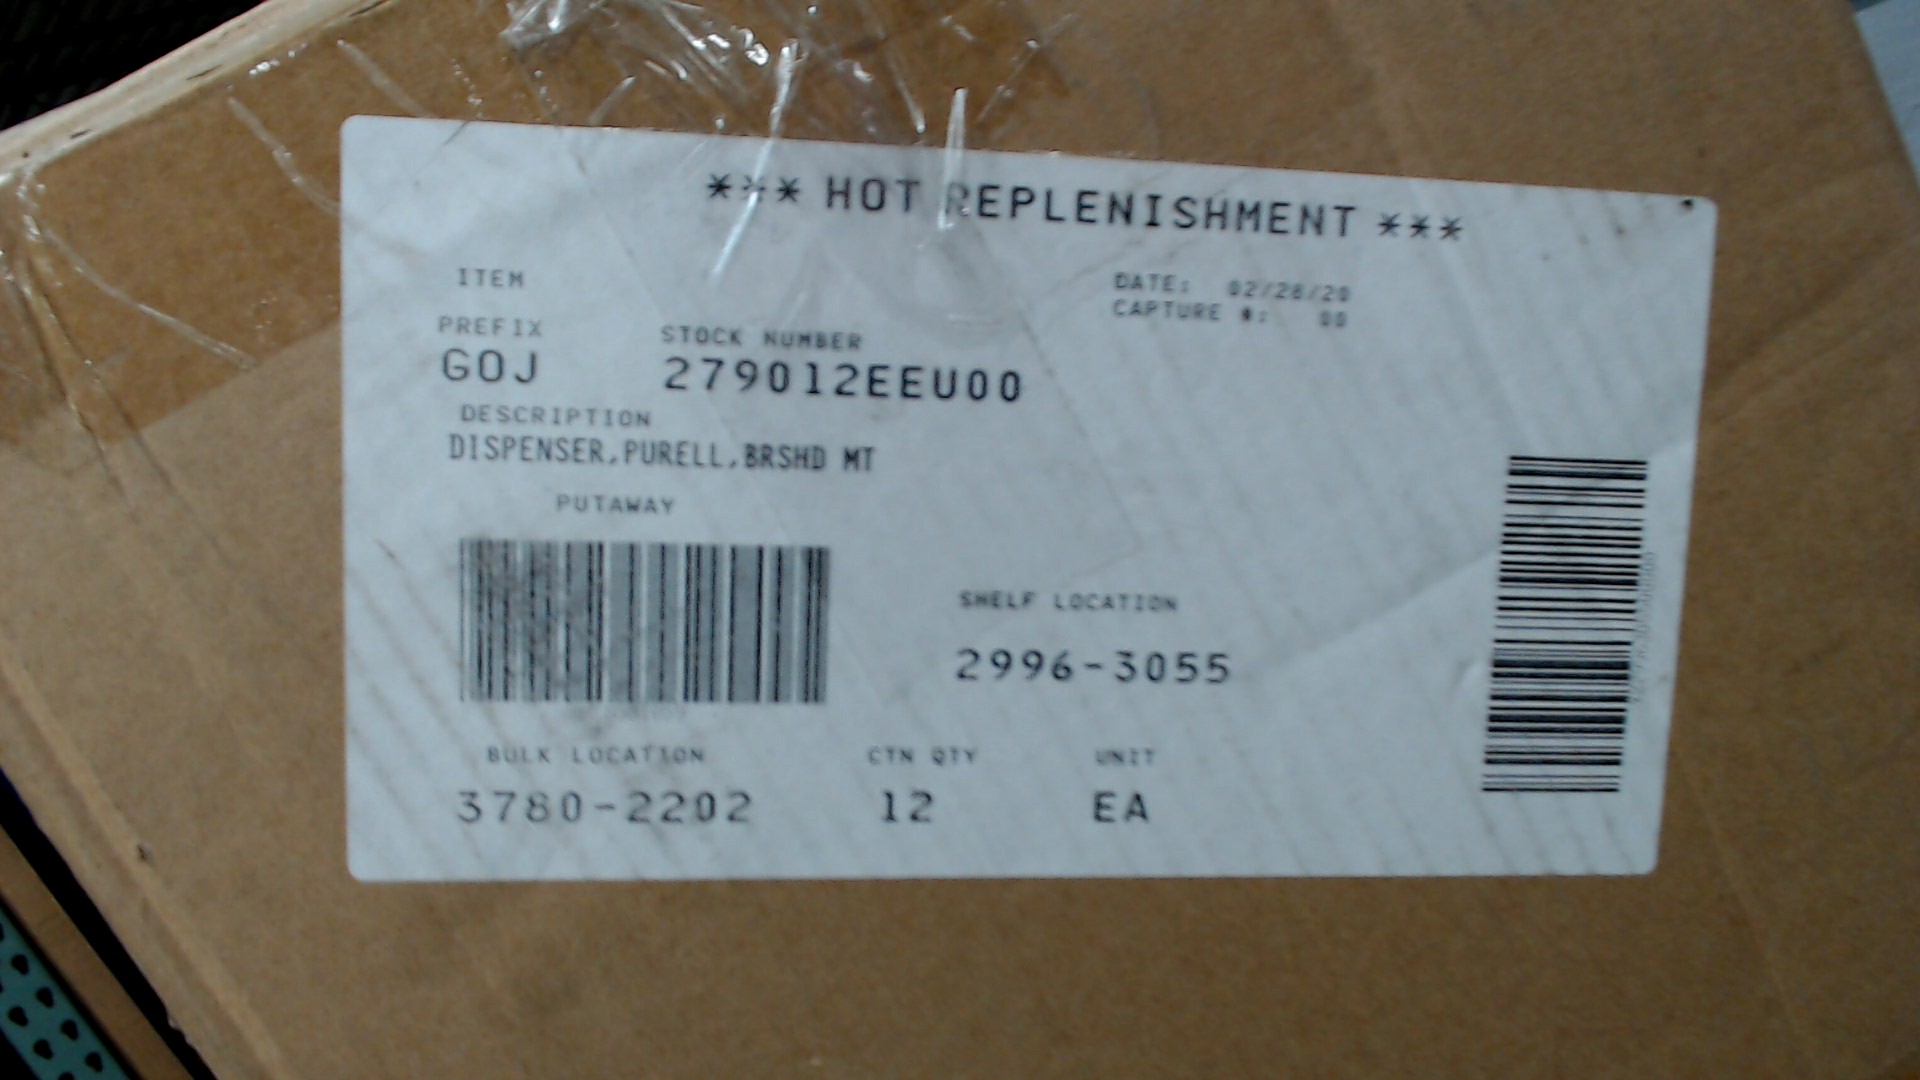 *** HOT REPLENISHMENT ***
ITEM
DATE: 02/28/20
CAPTURE #: 00
PREFIX STOCK NUMBER
GOJ 279012EEU00
DESCRIPTION
DISPENSER,PURELL,BRSHD MT
PUTAWAY
SHELF LOCATION
2996-3055
BULK LOCATION CTN QTY UNIT
3780-2202 12 EA